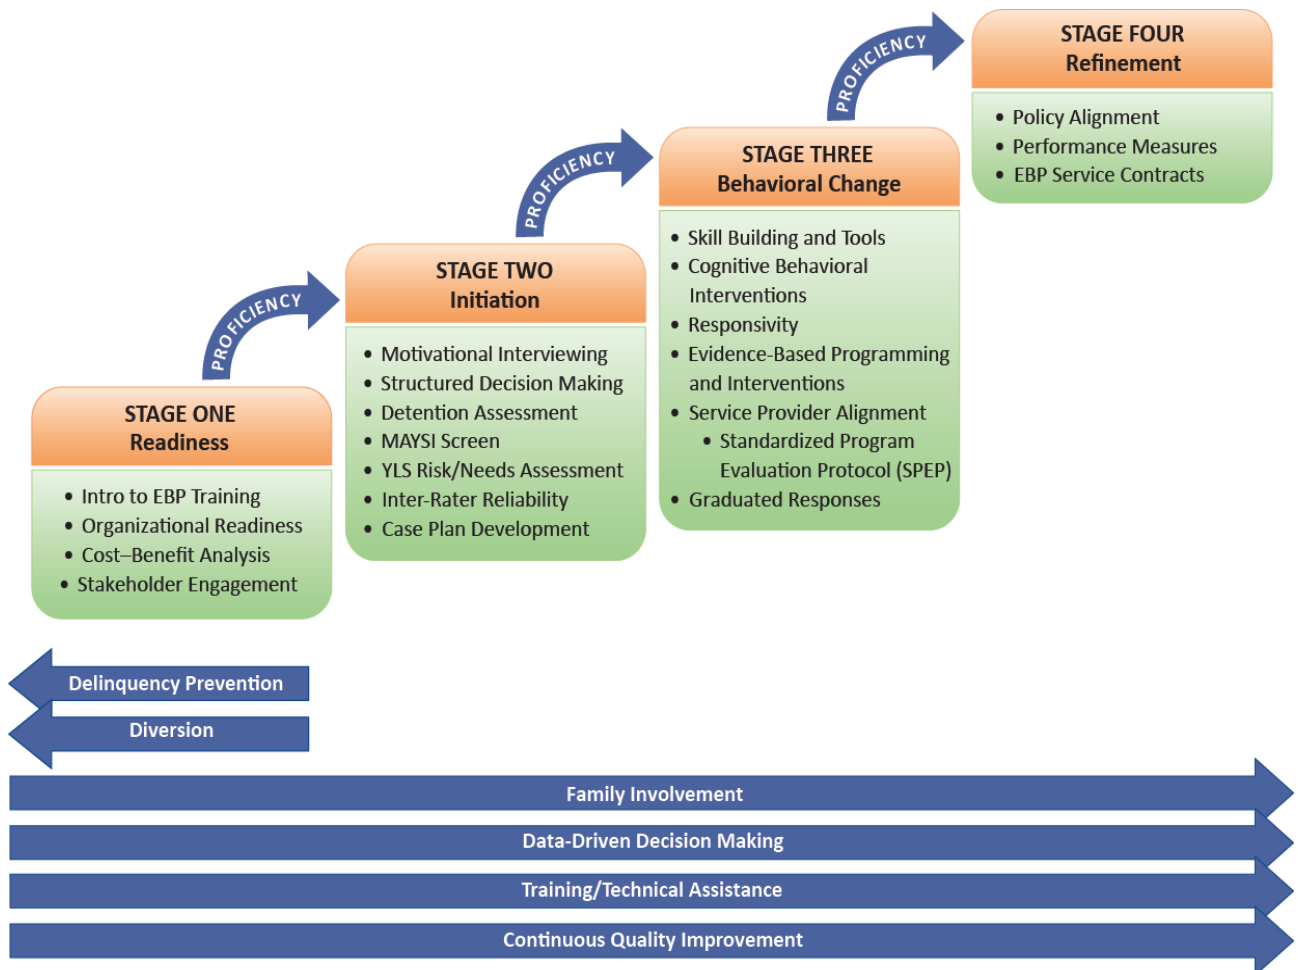 STAGE ONE
Readiness
• Intro to EBP Training
• Organizational Readiness
• Cost–Benefit Analysis
• Stakeholder Engagement
PROFICIENCY
STAGE TWO
Initiation
• Motivational Interviewing
• Structured Decision Making
• Detention Assessment
• MAYSI Screen
• YLS Risk/Needs Assessment
• Inter-Rater Reliability
• Case Plan Development
PROFICIENCY
STAGE THREE
Behavioral Change
• Skill Building and Tools
• Cognitive Behavioral
Interventions
• Responsivity
• Evidence-Based Programming
and Interventions
• Service Provider Alignment
• Standardized Program
Evaluation Protocol (SPEP)
• Graduated Responses
PROFICIENCY
STAGE FOUR
Refinement
• Policy Alignment
• Performance Measures
• EBP Service Contracts
Delinquency Prevention
Diversion
Family Involvement
Data-Driven Decision Making
Training/Technical Assistance
Continuous Quality Improvement